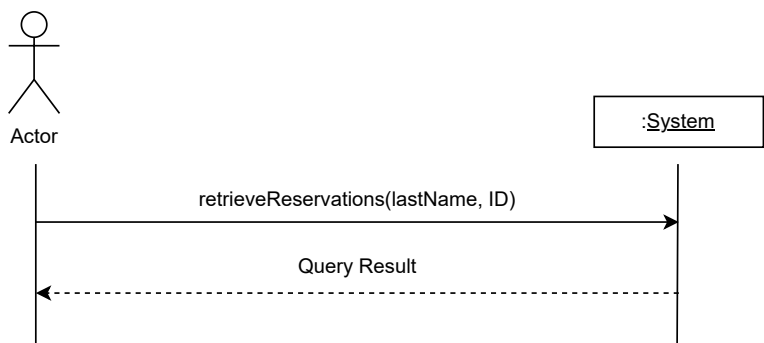 Actor
:System
retrieveReservations(lastName, ID)
Query Result